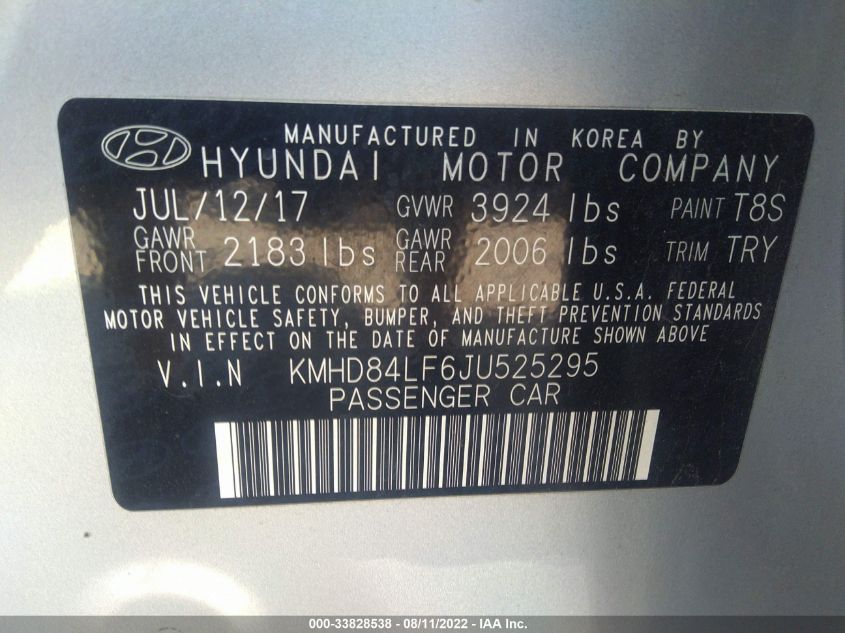 MANUFACTURED IN KOREA BY
HYUNDAI MOTOR COMPANY
JUL/12/17 GVWR 3924 lbs PAINT T8S
GAWR FRONT 2183 lbs GAWR REAR 2006 lbs TRIM TRY
THIS VEHICLE CONFORMS TO ALL APPLICABLE U.S.A. FEDERAL
MOTOR VEHICLE SAFETY, BUMPER, AND THEFT PREVENTION STANDARDS
IN EFFECT ON THE DATE OF MANUFACTURE SHOWN ABOVE
V.I.N KMHD84LF6JU525295
PASSENGER CAR
000-33828538 - 08/11/2022 - IAA Inc.